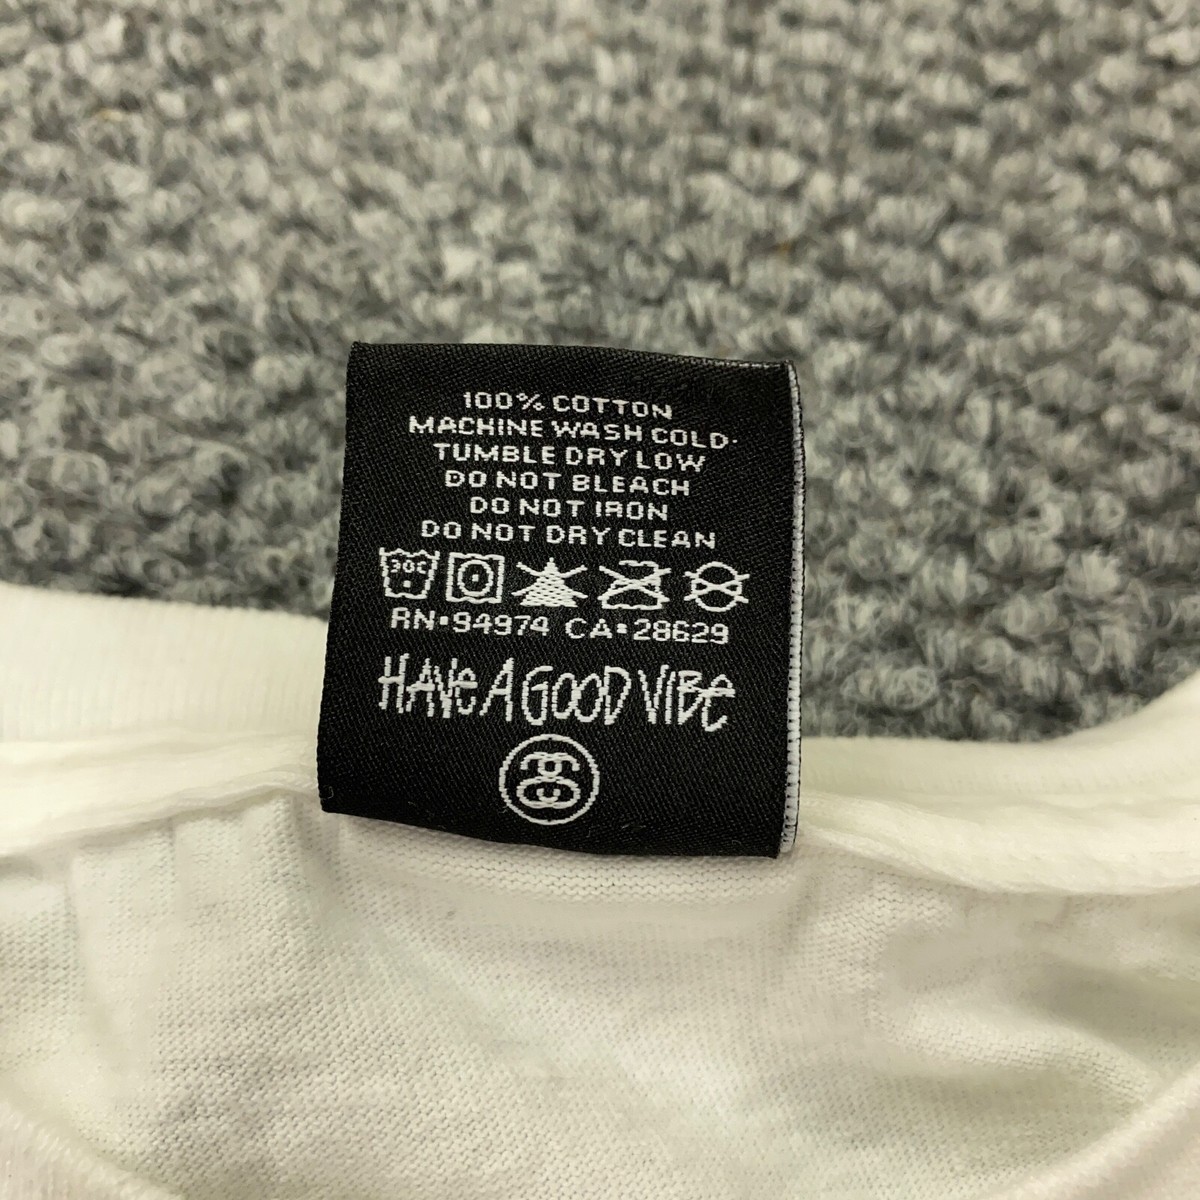 100% COTTON
MACHINE WASH COLD
TUMBLE DRY LOW
DO NOT BLEACH
DO NOT IRON
DO NOT DRY CLEAN
30C
RN:94974 CA:28629
HAVE A GOOD VIBE